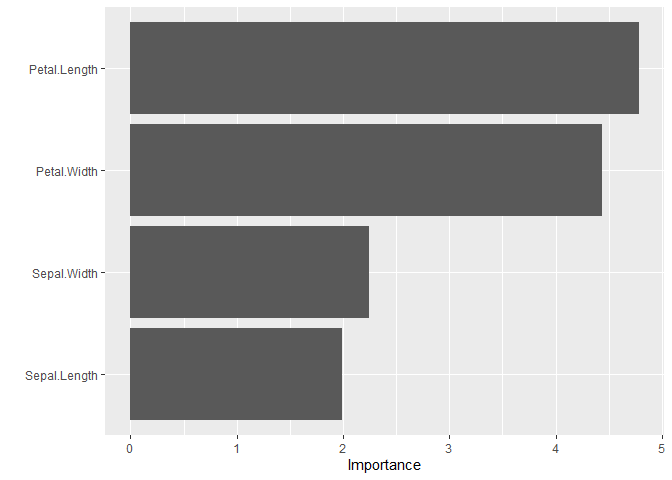 Petal.Length
Petal.Width
Sepal.Width
Sepal.Length
0 1 2 3 4 5
Importance